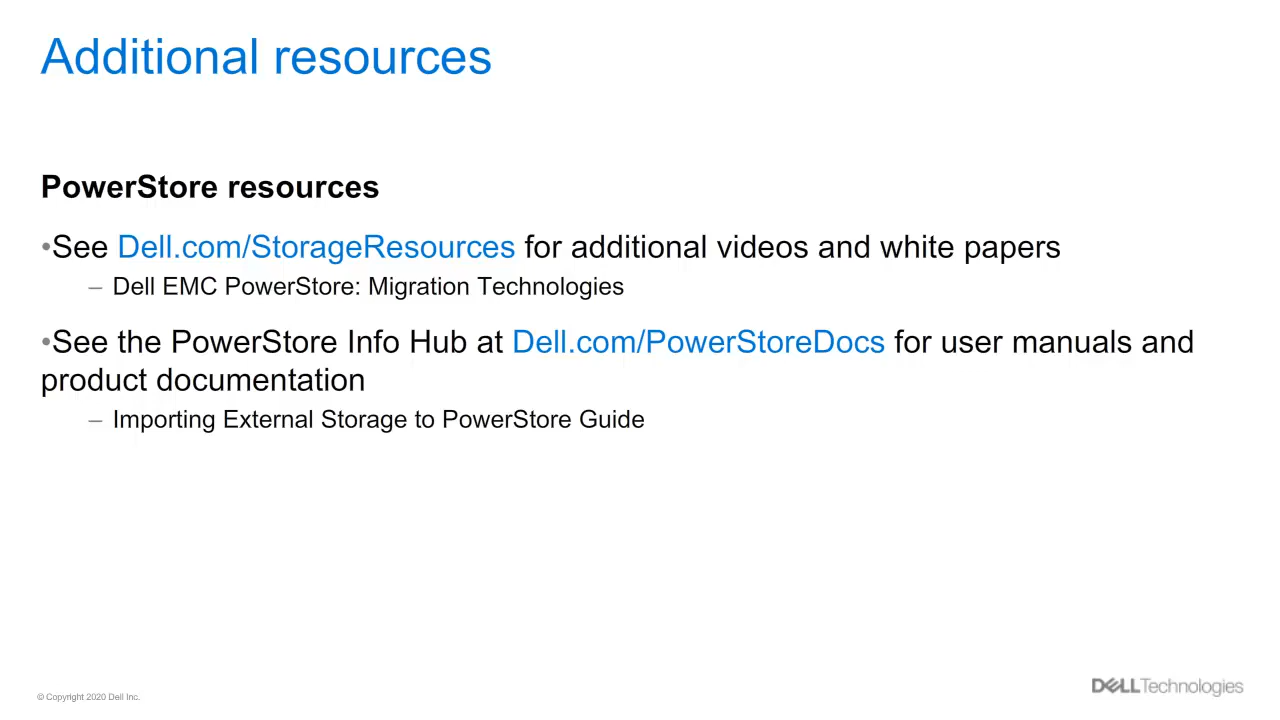 Additional resources
PowerStore resources
•See Dell.com/StorageResources for additional videos and white papers
– Dell EMC PowerStore: Migration Technologies
•See the PowerStore Info Hub at Dell.com/PowerStoreDocs for user manuals and
product documentation
– Importing External Storage to PowerStore Guide
© Copyright 2020 Dell Inc.
DELLTechnologies